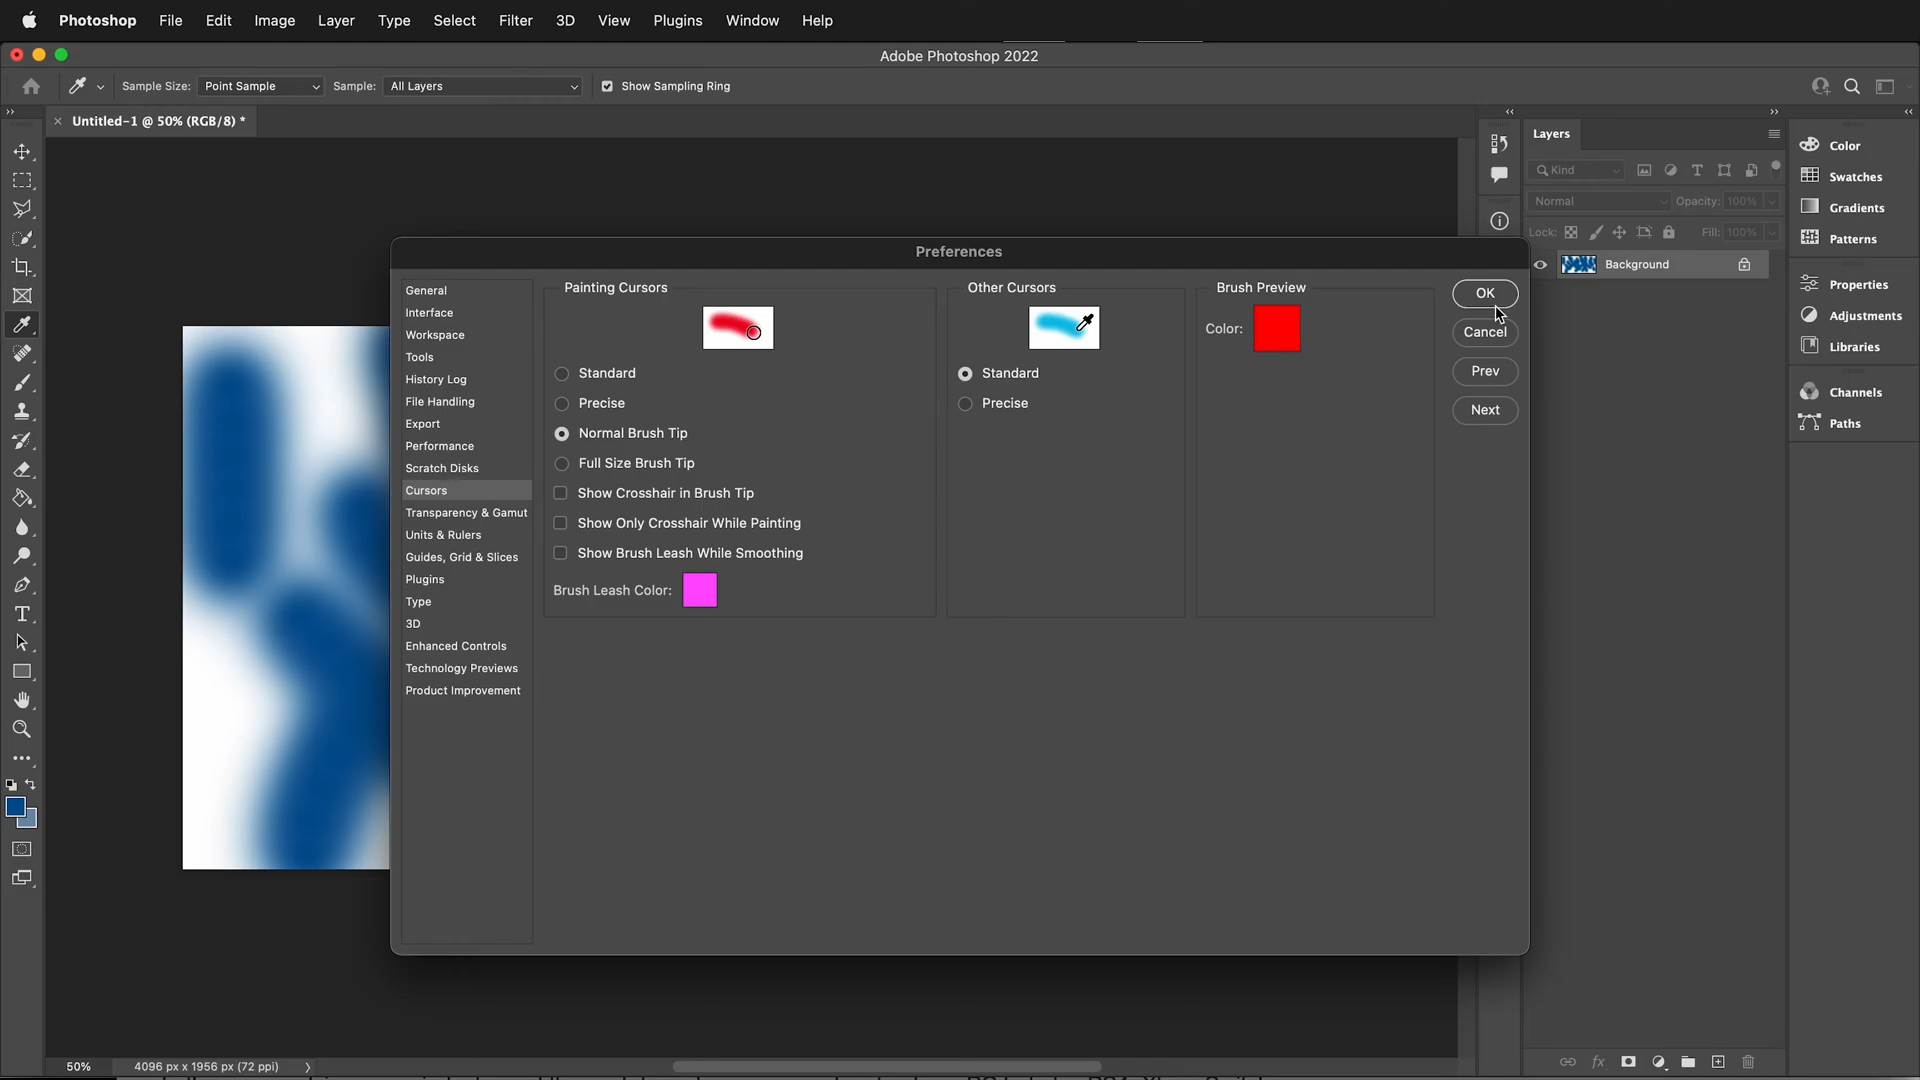 Photoshop File Edit Image Layer Type Select Filter 3D View Plugins Window Help
Adobe Photoshop 2022
Sample Size: Point Sample Sample: All Layers Show Sampling Ring
Untitled-1 @ 50% (RGB/8) *
Layers
Kind
Normal Opacity: 100%
Lock: Fill: 100%
Background
Color
Swatches
Gradients
Patterns
Properties
Adjustments
Libraries
Channels
Paths
Preferences
General
Interface
Workspace
Tools
History Log
File Handling
Export
Performance
Scratch Disks
Cursors
Transparency & Gamut
Units & Rulers
Guides, Grid & Slices
Plugins
Type
3D
Enhanced Controls
Technology Previews
Product Improvement
Painting Cursors
Standard
Precise
Normal Brush Tip
Full Size Brush Tip
Show Crosshair in Brush Tip
Show Only Crosshair While Painting
Show Brush Leash While Smoothing
Brush Leash Color:
Other Cursors
Standard
Precise
Brush Preview
Color:
OK
Cancel
Prev
Next
50% 4096 px x 1956 px (72 ppi)